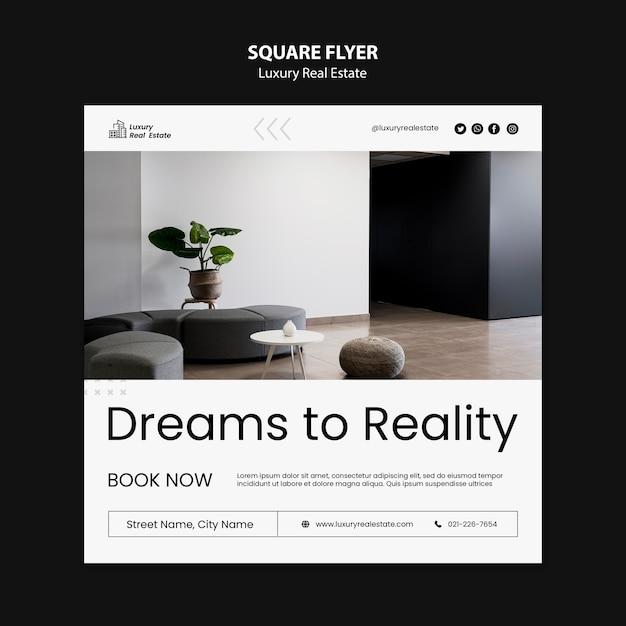 SQUARE FLYER
Luxury Real Estate
Luxury
Real Estate
@luxuryrealestate
Dreams to Reality
BOOK NOW
Lorem ipsum dolor sit amet, consectetur adipiscing elit, sed do eiusmod tempor
incididunt ut labore et dolore magna aliqua. Quis ipsum suspendisse ultrices
Street Name, City Name
www.luxuryrealestate.com
021-226-7654